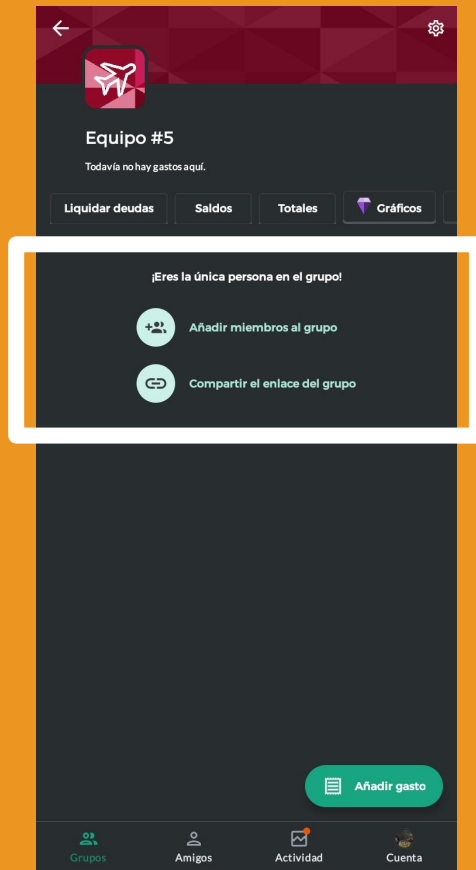 Equipo #5
Todavía no hay gastos aquí.
Liquidar deudas Saldos Totales Gráficos
¡Eres la única persona en el grupo!
Añadir miembros al grupo
Compartir el enlace del grupo
Añadir gasto
Grupos Amigos Actividad Cuenta